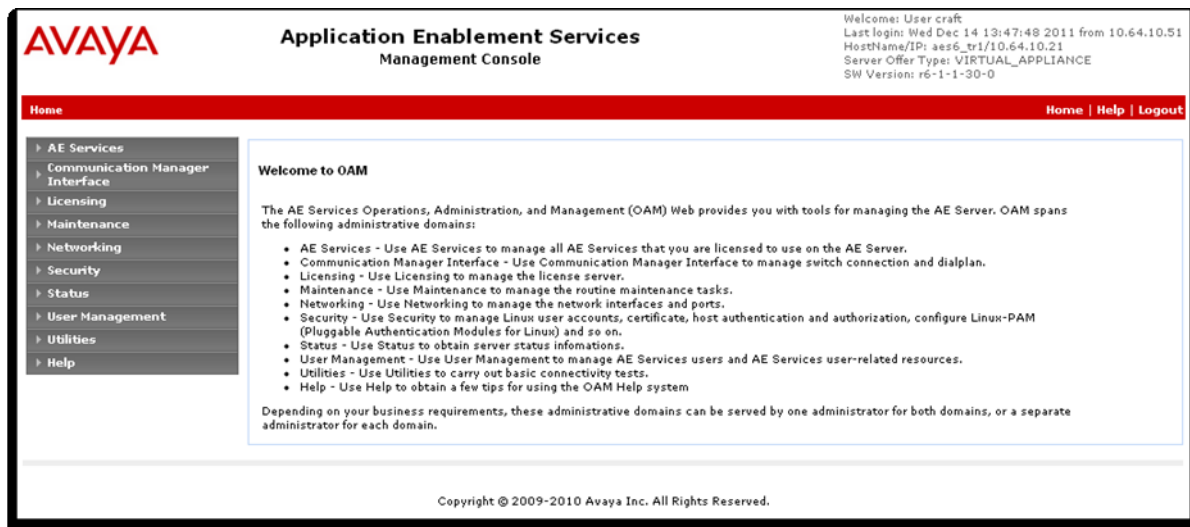 AVAYA
Application Enablement Services
Management Console
Welcome: User craft
Last login: Wed Dec 14 13:47:48 2011 from 10.64.10.51
HostName/IP: aes6_tr1/10.64.10.21
Server Offer Type: VIRTUAL_APPLIANCE
SW Version: r6-1-1-30-0
Home
Home | Help | Logout
AE Services
Communication Manager
Interface
Licensing
Maintenance
Networking
Security
Status
User Management
Utilities
Help
Welcome to OAM
The AE Services Operations, Administration, and Management (OAM) Web provides you with tools for managing the AE Server. OAM spans
the following administrative domains:
• AE Services - Use AE Services to manage all AE Services that you are licensed to use on the AE Server.
• Communication Manager Interface - Use Communication Manager Interface to manage switch connection and dialplan.
• Licensing - Use Licensing to manage the license server.
• Maintenance - Use Maintenance to manage the routine maintenance tasks.
• Networking - Use Networking to manage the network interfaces and ports.
• Security - Use Security to manage Linux user accounts, certificate, host authentication and authorization, configure Linux-PAM
(Pluggable Authentication Modules for Linux) and so on.
• Status - Use Status to obtain server status infomations.
• User Management - Use User Management to manage AE Services users and AE Services user-related resources.
• Utilities - Use Utilities to carry out basic connectivity tests.
• Help - Use Help to obtain a few tips for using the OAM Help system
Depending on your business requirements, these administrative domains can be served by one administrator for both domains, or a separate
administrator for each domain.
Copyright © 2009-2010 Avaya Inc. All Rights Reserved.